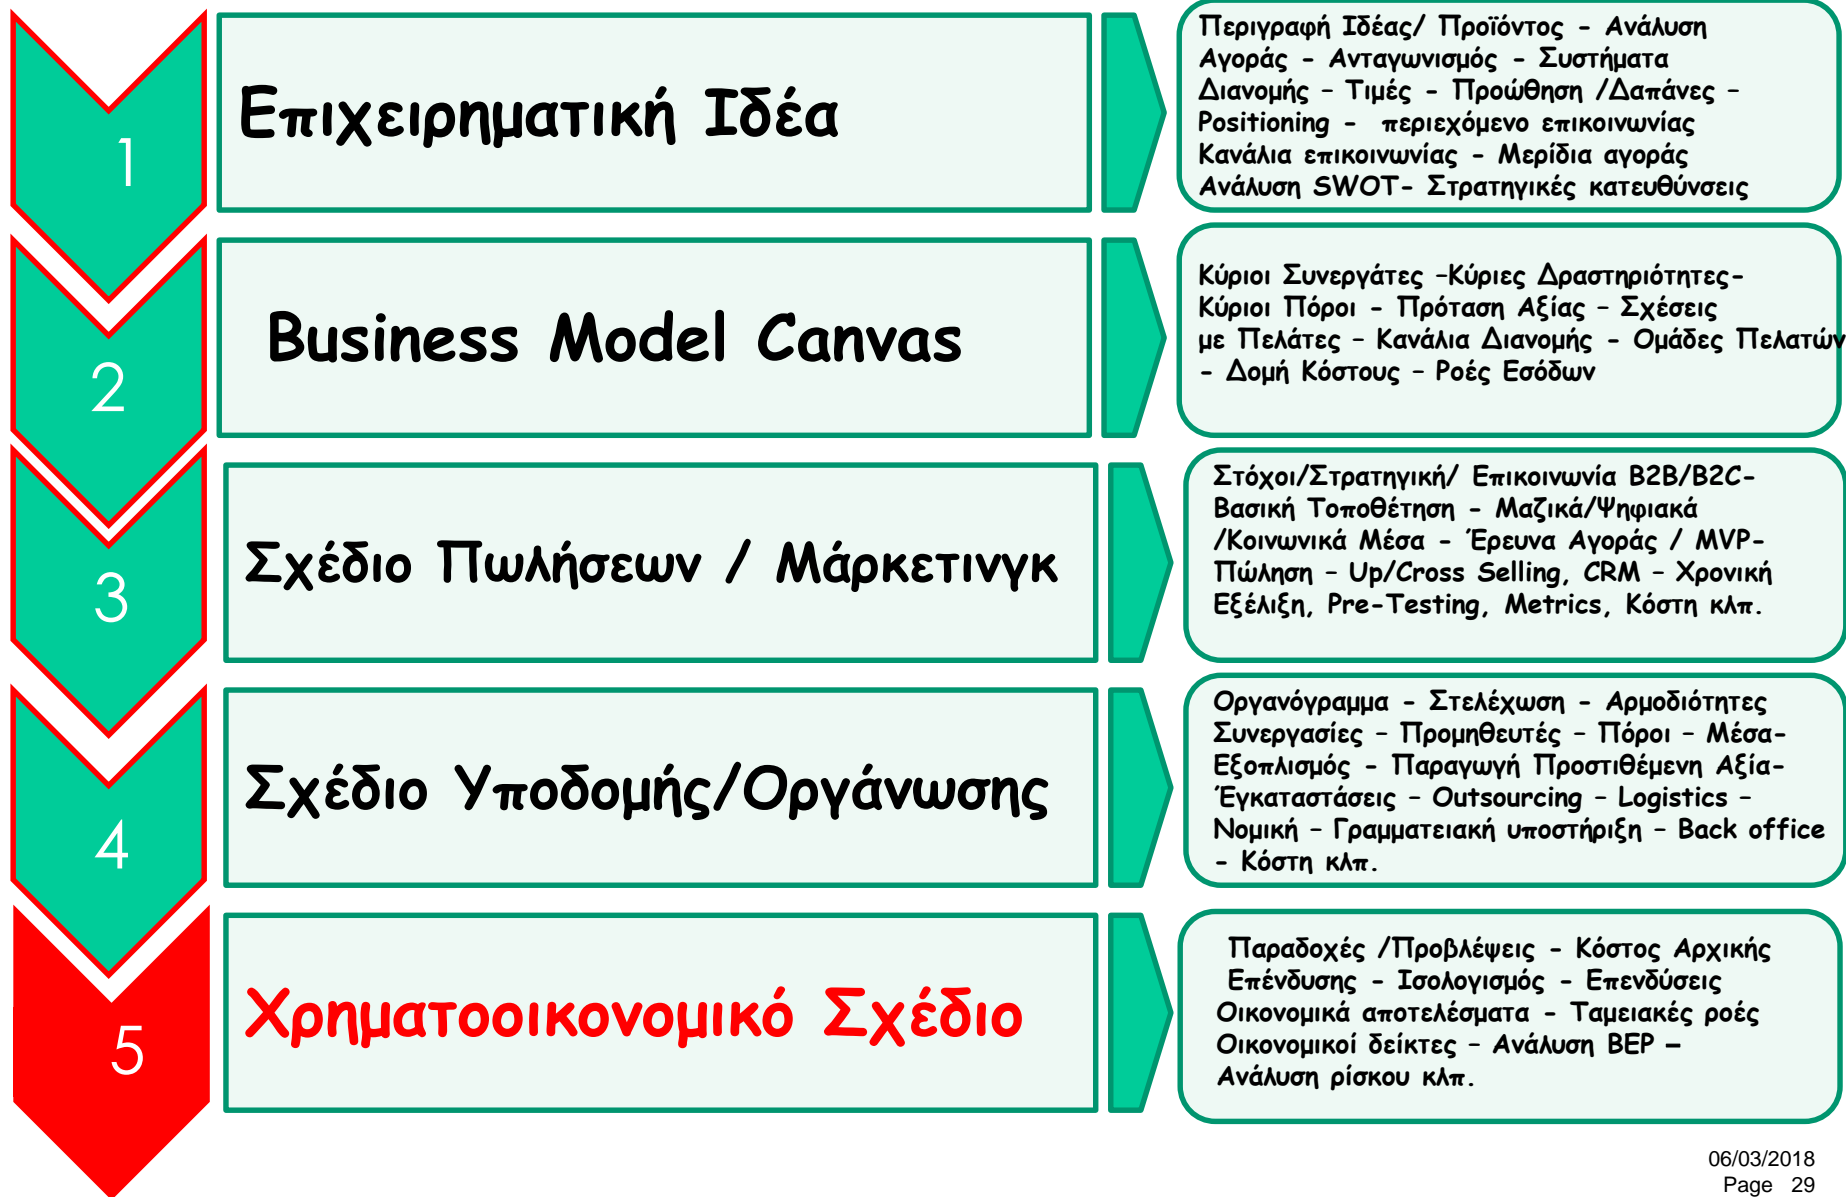 1
Επιχειρηματική Ιδέα
Περιγραφή Ιδέας/ Προϊόντος - Ανάλυση
Αγοράς - Ανταγωνισμός - Συστήματα
Διανομής – Τιμές - Προώθηση /Δαπάνες –
Positioning - περιεχόμενο επικοινωνίας
Κανάλια επικοινωνίας - Μερίδια αγοράς
Ανάλυση SWOT- Στρατηγικές κατευθύνσεις
2
Business Model Canvas
Κύριοι Συνεργάτες –Κύριες Δραστηριότητες-
Κύριοι Πόροι - Πρόταση Αξίας – Σχέσεις
με Πελάτες – Κανάλια Διανομής - Ομάδες Πελατών
- Δομή Κόστους – Ροές Εσόδων
3
Σχέδιο Πωλήσεων / Μάρκετινγκ
Στόχοι/Στρατηγική/ Επικοινωνία B2B/B2C-
Βασική Τοποθέτηση - Μαζικά/Ψηφιακά
/Κοινωνικά Μέσα - Έρευνα Αγοράς / MVP-
Πώληση – Up/Cross Selling, CRM – Χρονική
Εξέλιξη, Pre-Testing, Metrics, Κόστη κλπ.
4
Σχέδιο Υποδομής/Οργάνωσης
Οργανόγραμμα - Στελέχωση - Αρμοδιότητες
Συνεργασίες – Προμηθευτές – Πόροι – Μέσα-
Εξοπλισμός - Παραγωγή Προστιθέμενη Αξία-
Έγκαταστάσεις – Outsourcing – Logistics –
Νομική – Γραμματειακή υποστήριξη – Back office
- Κόστη κλπ.
5
Χρηματοοικονομικό Σχέδιο
Παραδοχές /Προβλέψεις - Κόστος Αρχικής
Επένδυσης - Ισολογισμός - Επενδύσεις
Οικονομικά αποτελέσματα - Ταμειακές ροές
Οικονομικοί δείκτες – Ανάλυση BEP –
Ανάλυση ρίσκου κλπ.
06/03/2018
Page 29